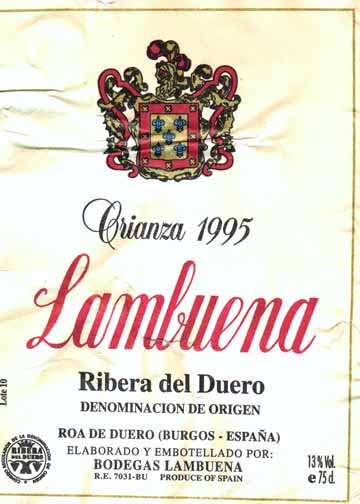 Crianza 1995
Lambuena
Ribera del Duero
DENOMINACION DE ORIGEN
ROA DE DUERO (BURGOS - ESPAÑA)
ELABORADO Y EMBOTELLADO POR:
BODEGAS LAMBUENA
R.E. 7031-BU PRODUCE OF SPAIN
13% Vol.
e 75 cl.
Lote 10
RIBERA
DEL DUERO